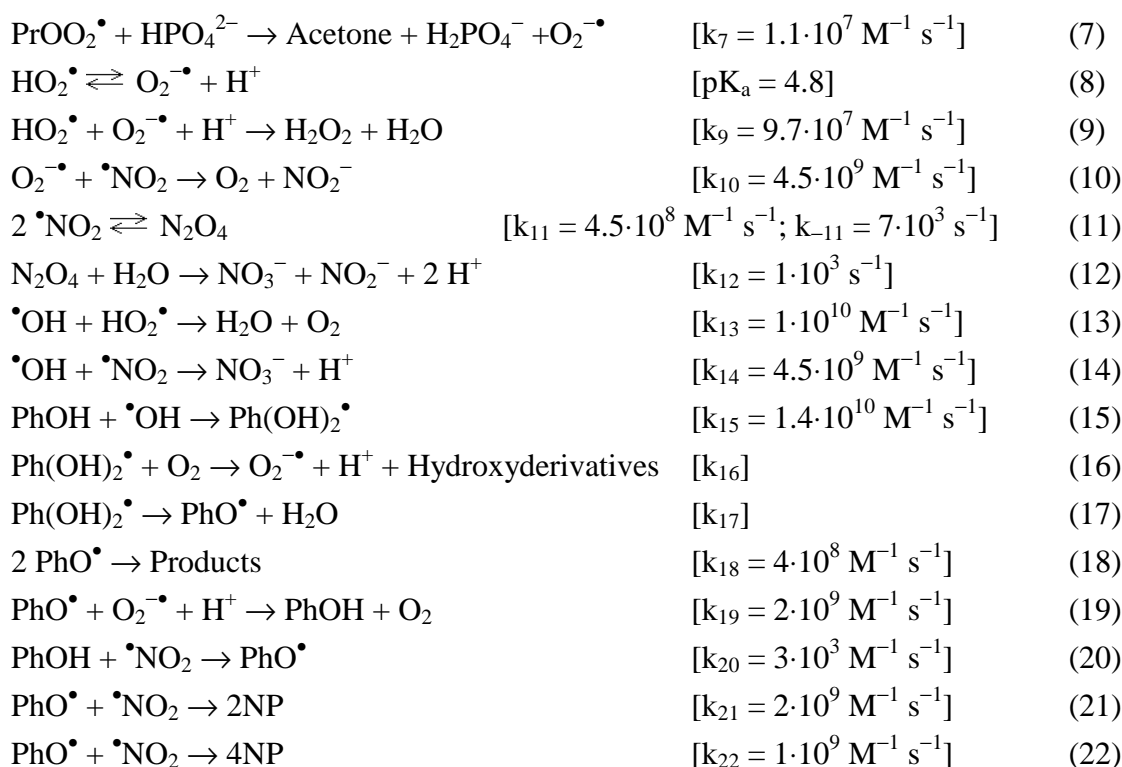 PrOO₂• + HPO₄²⁻ → Acetone + H₂PO₄⁻ +O₂⁻• [k₇ = 1.1·10⁷ M⁻¹ s⁻¹] (7)
HO₂• ⇄ O₂⁻• + H⁺ [pKₐ = 4.8] (8)
HO₂• + O₂⁻• + H⁺ → H₂O₂ + H₂O [k₉ = 9.7·10⁷ M⁻¹ s⁻¹] (9)
O₂⁻• + •NO₂ → O₂ + NO₂⁻ [k₁₀ = 4.5·10⁹ M⁻¹ s⁻¹] (10)
2 •NO₂ ⇄ N₂O₄ [k₁₁ = 4.5·10⁸ M⁻¹ s⁻¹; k₋₁₁ = 7·10³ s⁻¹] (11)
N₂O₄ + H₂O → NO₃⁻ + NO₂⁻ + 2 H⁺ [k₁₂ = 1·10³ s⁻¹] (12)
•OH + HO₂• → H₂O + O₂ [k₁₃ = 1·10¹⁰ M⁻¹ s⁻¹] (13)
•OH + •NO₂ → NO₃⁻ + H⁺ [k₁₄ = 4.5·10⁹ M⁻¹ s⁻¹] (14)
PhOH + •OH → Ph(OH)₂• [k₁₅ = 1.4·10¹⁰ M⁻¹ s⁻¹] (15)
Ph(OH)₂• + O₂ → O₂⁻• + H⁺ + Hydroxyderivatives [k₁₆] (16)
Ph(OH)₂• → PhO• + H₂O [k₁₇] (17)
2 PhO• → Products [k₁₈ = 4·10⁸ M⁻¹ s⁻¹] (18)
PhO• + O₂⁻• + H⁺ → PhOH + O₂ [k₁₉ = 2·10⁹ M⁻¹ s⁻¹] (19)
PhOH + •NO₂ → PhO• [k₂₀ = 3·10³ M⁻¹ s⁻¹] (20)
PhO• + •NO₂ → 2NP [k₂₁ = 2·10⁹ M⁻¹ s⁻¹] (21)
PhO• + •NO₂ → 4NP [k₂₂ = 1·10⁹ M⁻¹ s⁻¹] (22)